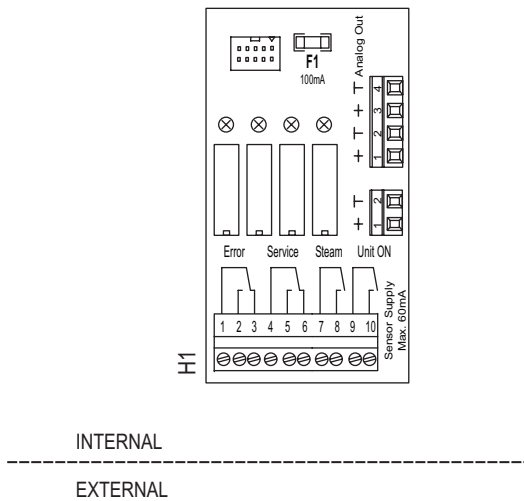 F1
100mA
Analog Out
4
3
2
1
2
1
Error Service Steam Unit ON
1 2 3 4 5 6 7 8 9 10
Sensor Supply
Max. 60mA
H1
INTERNAL
EXTERNAL